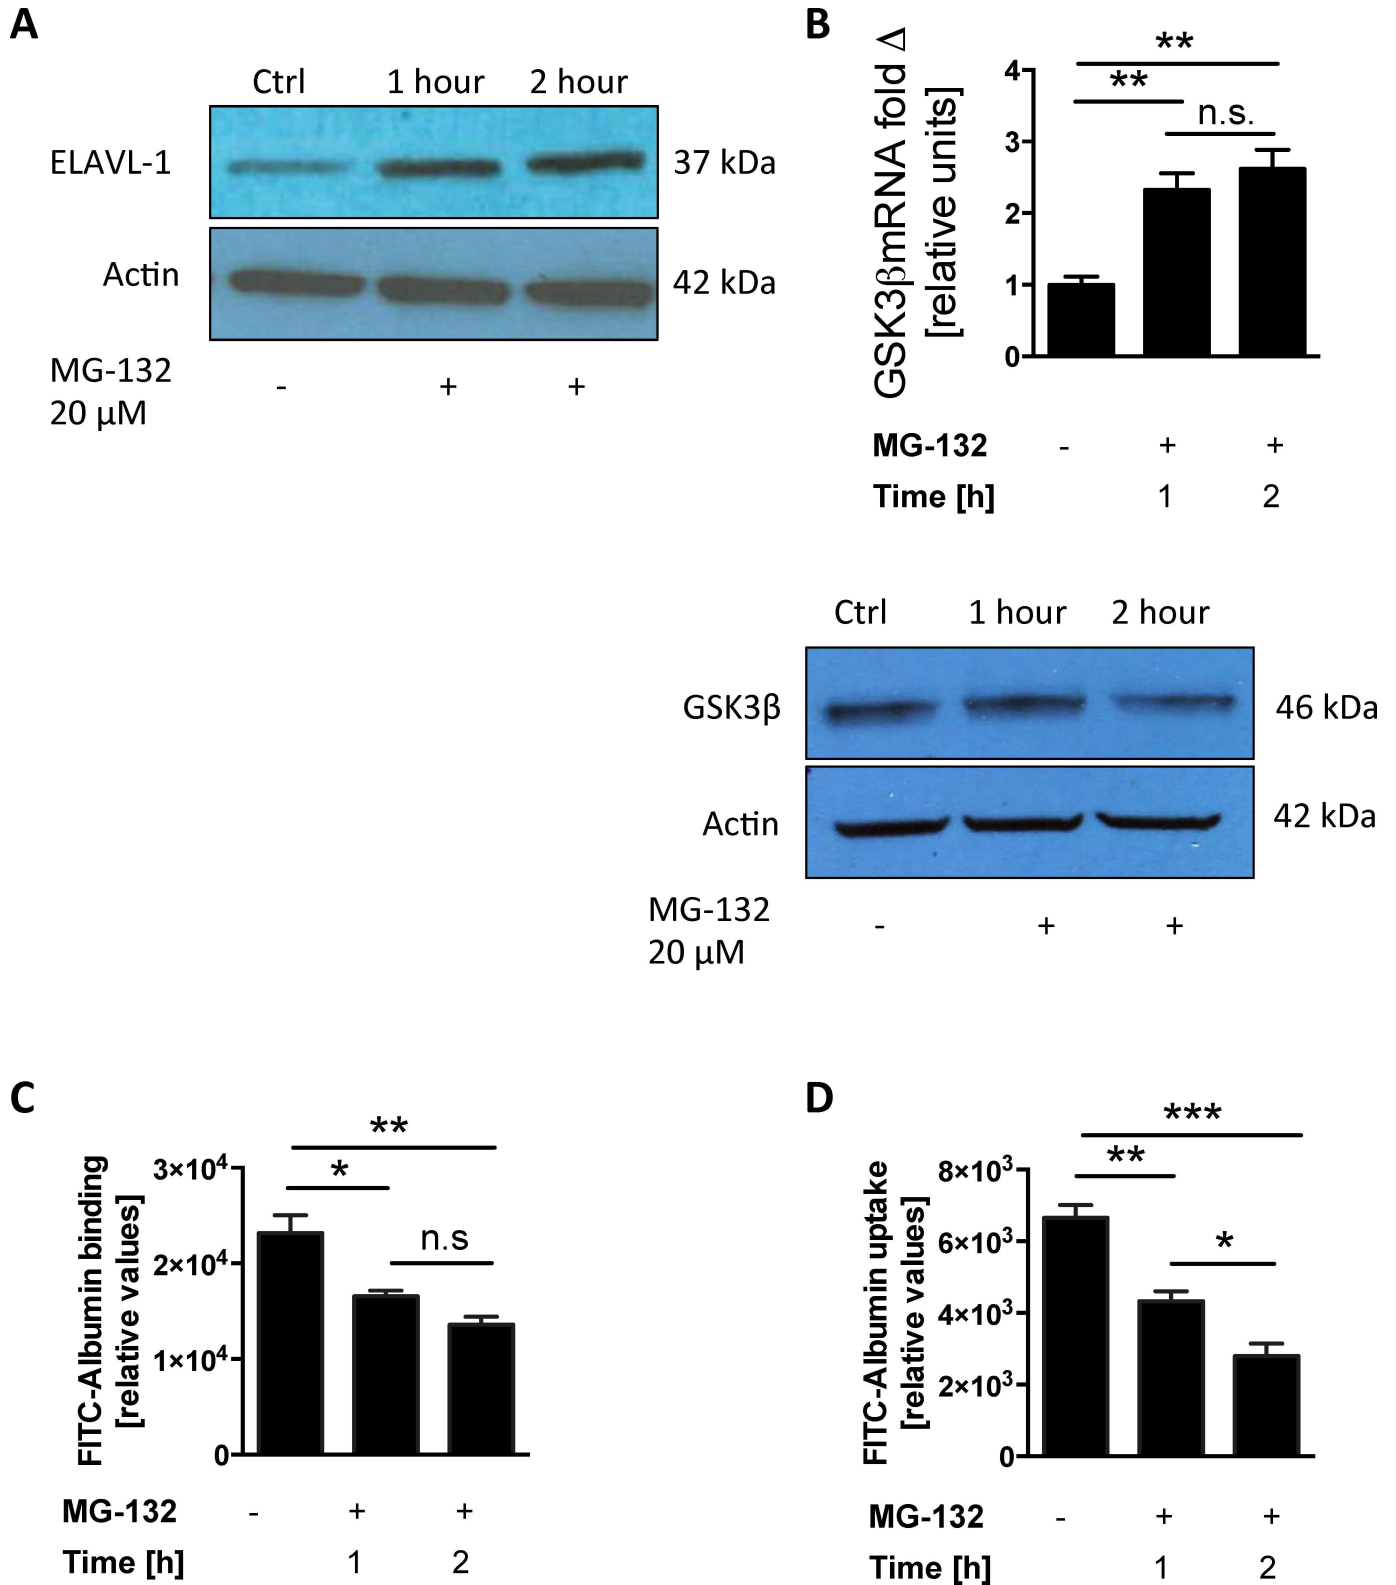 A
Ctrl 1 hour 2 hour
ELAVL-1 37 kDa
Actin 42 kDa
MG-132 - + +
20 µM
B
GSK3βmRNA fold Δ
[relative units]
**
**
n.s.
4
3
2
1
0
MG-132 - + +
Time [h] 1 2
Ctrl 1 hour 2 hour
GSK3β 46 kDa
Actin 42 kDa
MG-132 - + +
20 µM
C
FITC-Albumin binding
[relative values]
**
*
n.s
3×10⁴
2×10⁴
1×10⁴
0
MG-132 - + +
Time [h] 1 2
D
FITC-Albumin uptake
[relative values]
***
**
*
8×10³
6×10³
4×10³
2×10³
0
MG-132 - + +
Time [h] 1 2